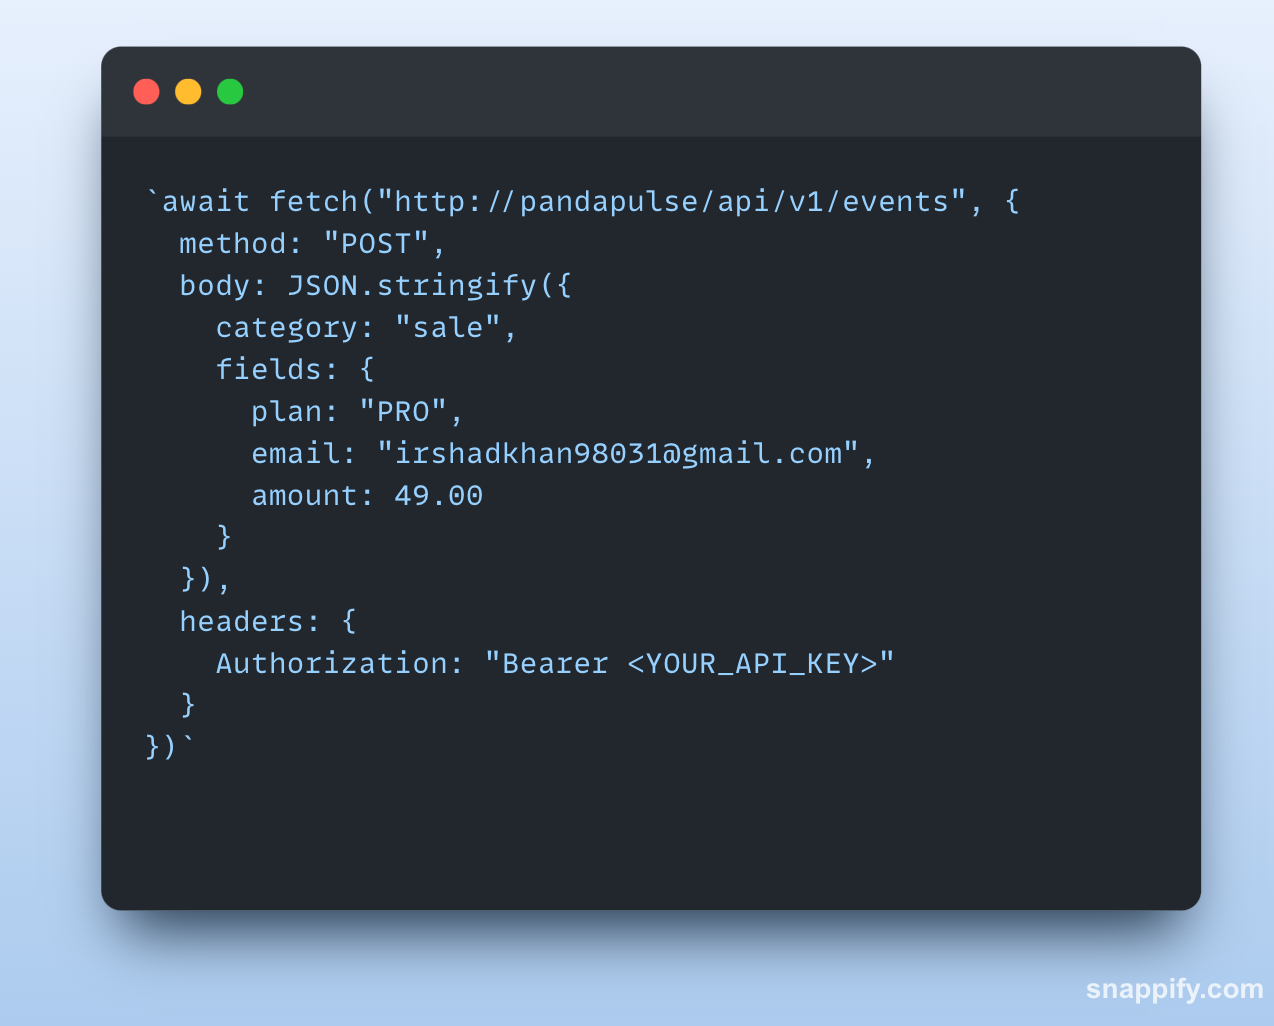 `await fetch("http://pandapulse/api/v1/events", {
  method: "POST",
  body: JSON.stringify({
    category: "sale",
    fields: {
      plan: "PRO",
      email: "irshadkhan98031@gmail.com",
      amount: 49.00
    }
  }),
  headers: {
    Authorization: "Bearer <YOUR_API_KEY>"
  }
})`
snappify.com